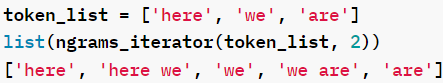 token_list = ['here', 'we', 'are']
list(ngrams_iterator(token_list, 2))
['here', 'here we', 'we', 'we are', 'are']